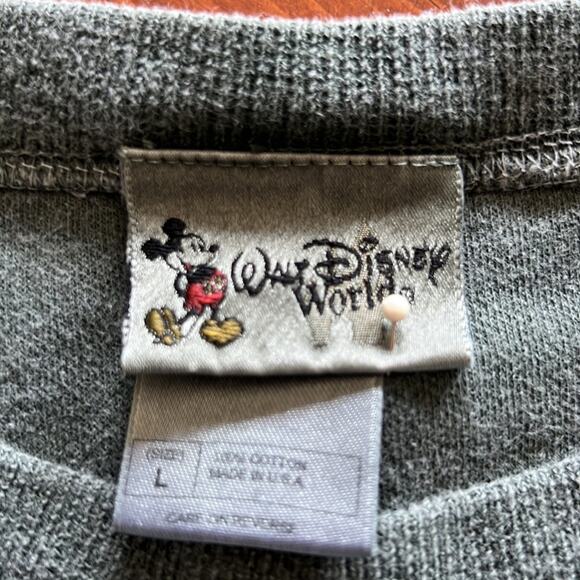 Walt Disney
World
(SIZE)
L
100% COTTON
MADE IN U.S.A
CARE ON REVERSE